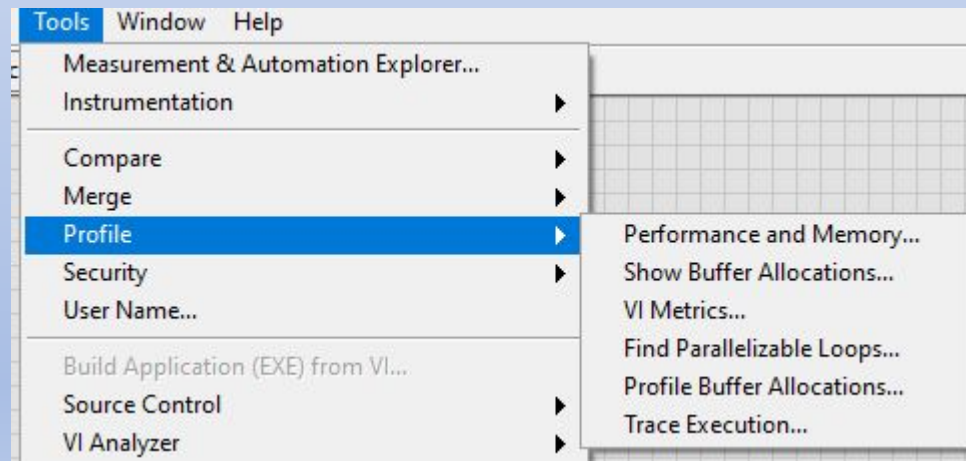 Tools Window Help
Measurement & Automation Explorer...
Instrumentation
Compare
Merge
Profile
Security
User Name...
Build Application (EXE) from VI...
Source Control
VI Analyzer
Performance and Memory...
Show Buffer Allocations...
VI Metrics...
Find Parallelizable Loops...
Profile Buffer Allocations...
Trace Execution...